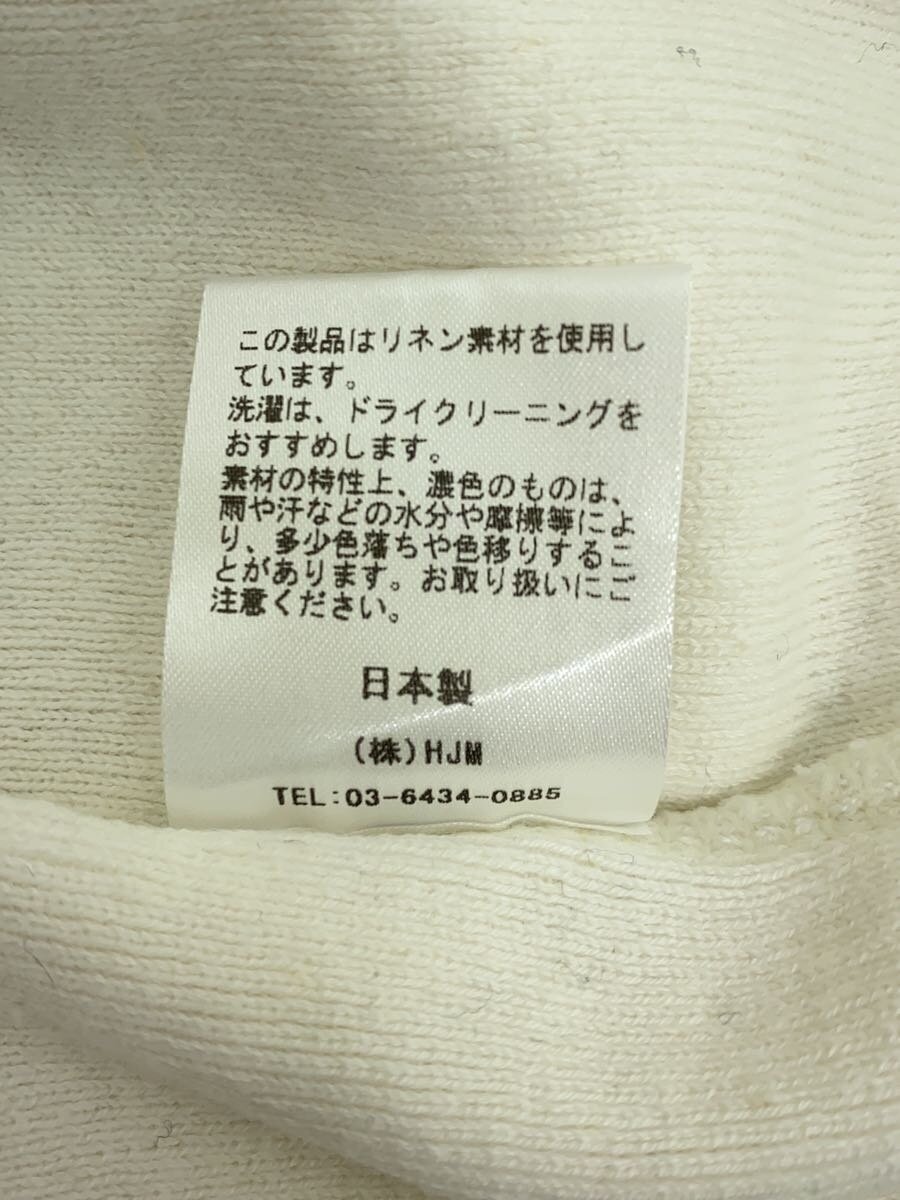 この製品はリネン素材を使用し
ています。
洗濯は、ドライクリーニングを
おすすめします。
素材の特性上、濃色のものは、
雨や汗などの水分や摩擦等によ
り、多少色落ちや色移りするこ
とがあります。お取り扱いにご
注意ください。
日本製
(株)HJM
TEL:03-6434-0885